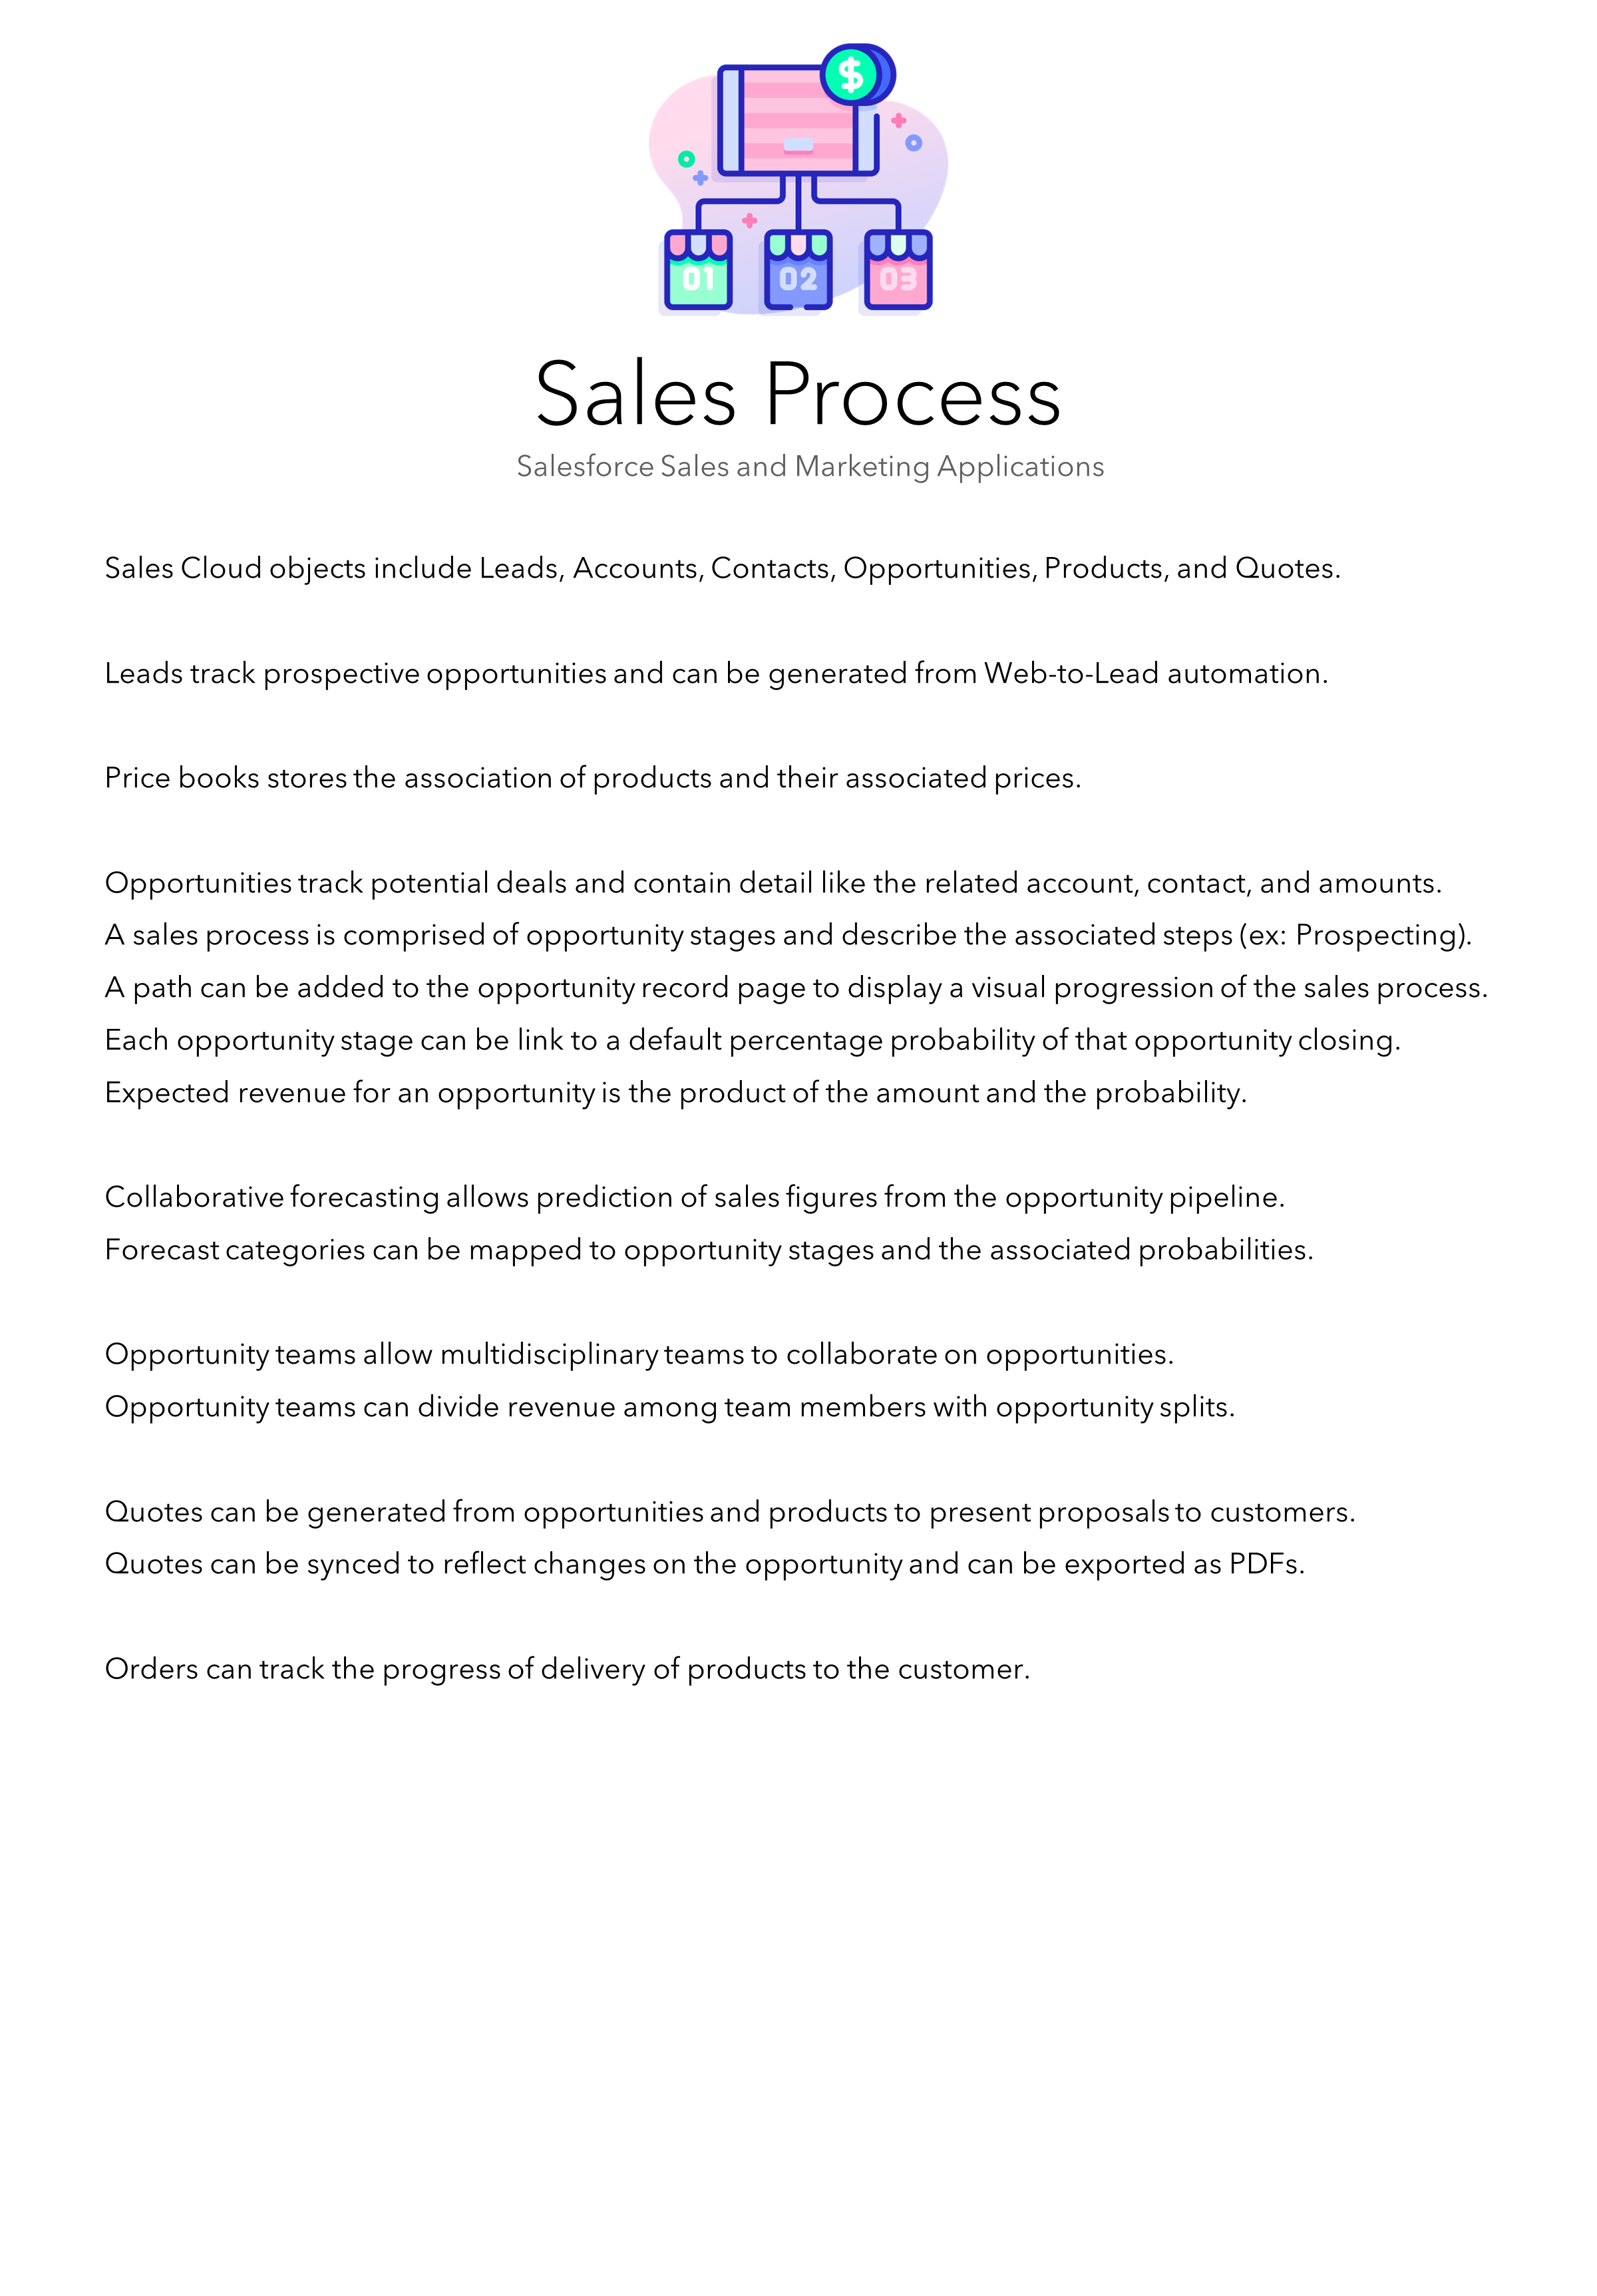 $
01 02 03
Sales Process
Salesforce Sales and Marketing Applications
Sales Cloud objects include Leads, Accounts, Contacts, Opportunities, Products, and Quotes.
Leads track prospective opportunities and can be generated from Web-to-Lead automation.
Price books stores the association of products and their associated prices.
Opportunities track potential deals and contain detail like the related account, contact, and amounts.
A sales process is comprised of opportunity stages and describe the associated steps (ex: Prospecting).
A path can be added to the opportunity record page to display a visual progression of the sales process.
Each opportunity stage can be link to a default percentage probability of that opportunity closing.
Expected revenue for an opportunity is the product of the amount and the probability.
Collaborative forecasting allows prediction of sales figures from the opportunity pipeline.
Forecast categories can be mapped to opportunity stages and the associated probabilities.
Opportunity teams allow multidisciplinary teams to collaborate on opportunities.
Opportunity teams can divide revenue among team members with opportunity splits.
Quotes can be generated from opportunities and products to present proposals to customers.
Quotes can be synced to reflect changes on the opportunity and can be exported as PDFs.
Orders can track the progress of delivery of products to the customer.